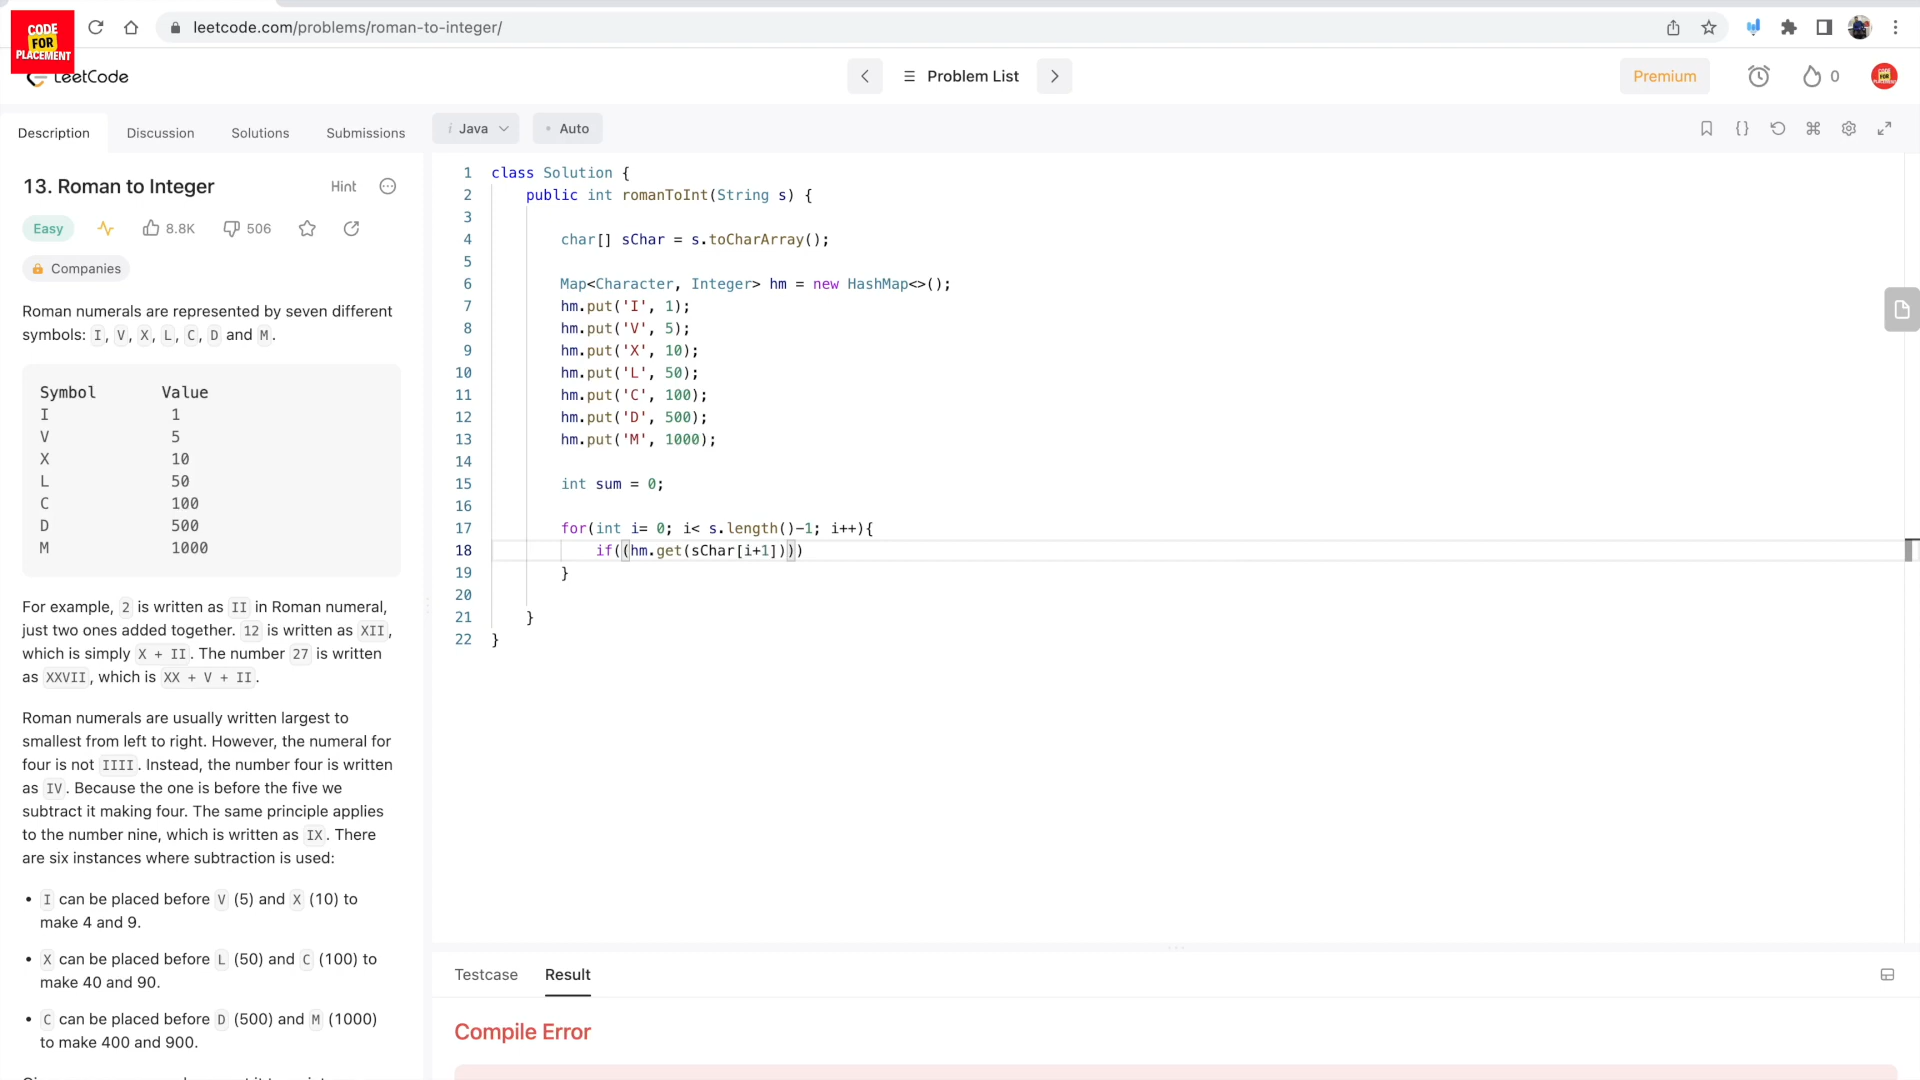 leetcode.com/problems/roman-to-integer/
CODE
FOR
PLACEMENT
LeetCode
Problem List
Premium
0
Description
Discussion
Solutions
Submissions
i Java
• Auto
13. Roman to Integer
Hint
Easy
8.8K
506
Companies
Roman numerals are represented by seven different
symbols: I, V, X, L, C, D and M.
Symbol Value
I 1
V 5
X 10
L 50
C 100
D 500
M 1000
For example, 2 is written as II in Roman numeral,
just two ones added together. 12 is written as XII,
which is simply X + II. The number 27 is written
as XXVII, which is XX + V + II.
Roman numerals are usually written largest to
smallest from left to right. However, the numeral for
four is not IIII. Instead, the number four is written
as IV. Because the one is before the five we
subtract it making four. The same principle applies
to the number nine, which is written as IX. There
are six instances where subtraction is used:
• I can be placed before V (5) and X (10) to
make 4 and 9.
• X can be placed before L (50) and C (100) to
make 40 and 90.
• C can be placed before D (500) and M (1000)
to make 400 and 900.
1 class Solution {
2 public int romanToInt(String s) {
3
4 char[] sChar = s.toCharArray();
5
6 Map<Character, Integer> hm = new HashMap<>();
7 hm.put('I', 1);
8 hm.put('V', 5);
9 hm.put('X', 10);
10 hm.put('L', 50);
11 hm.put('C', 100);
12 hm.put('D', 500);
13 hm.put('M', 1000);
14
15 int sum = 0;
16
17 for(int i= 0; i< s.length()-1; i++){
18 if((hm.get(sChar[i+1])))
19 }
20
21 }
22 }
Testcase
Result
Compile Error